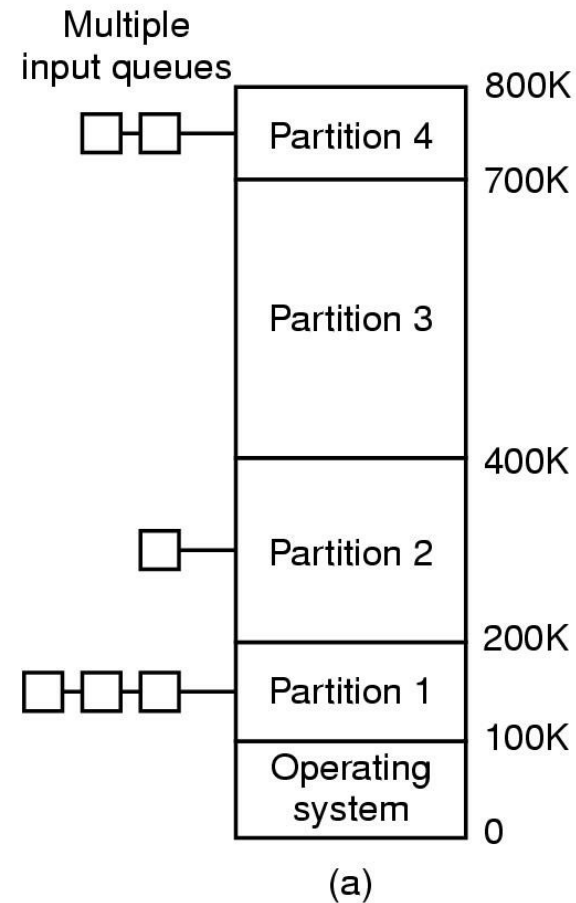 Multiple
input queues
800K
Partition 4
700K
Partition 3
400K
Partition 2
200K
Partition 1
100K
Operating
system
0
(a)